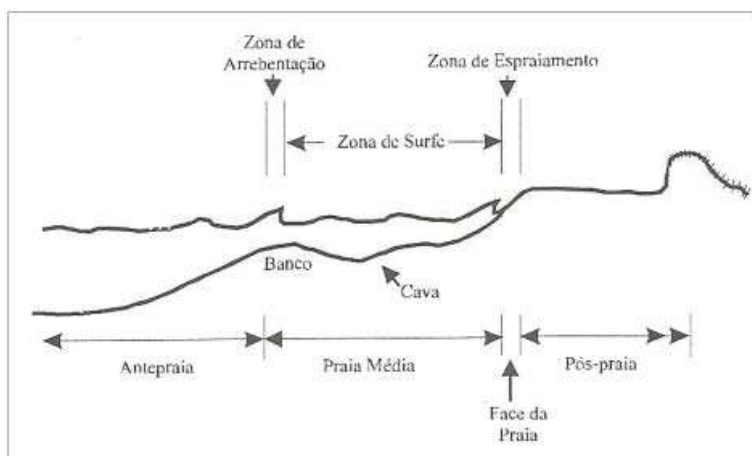 Zona de
Arrebentação
Zona de Espraiamento
Zona de Surfe
Banco
Cava
Antepraia
Praia Média
Pós-praia
Face da
Praia